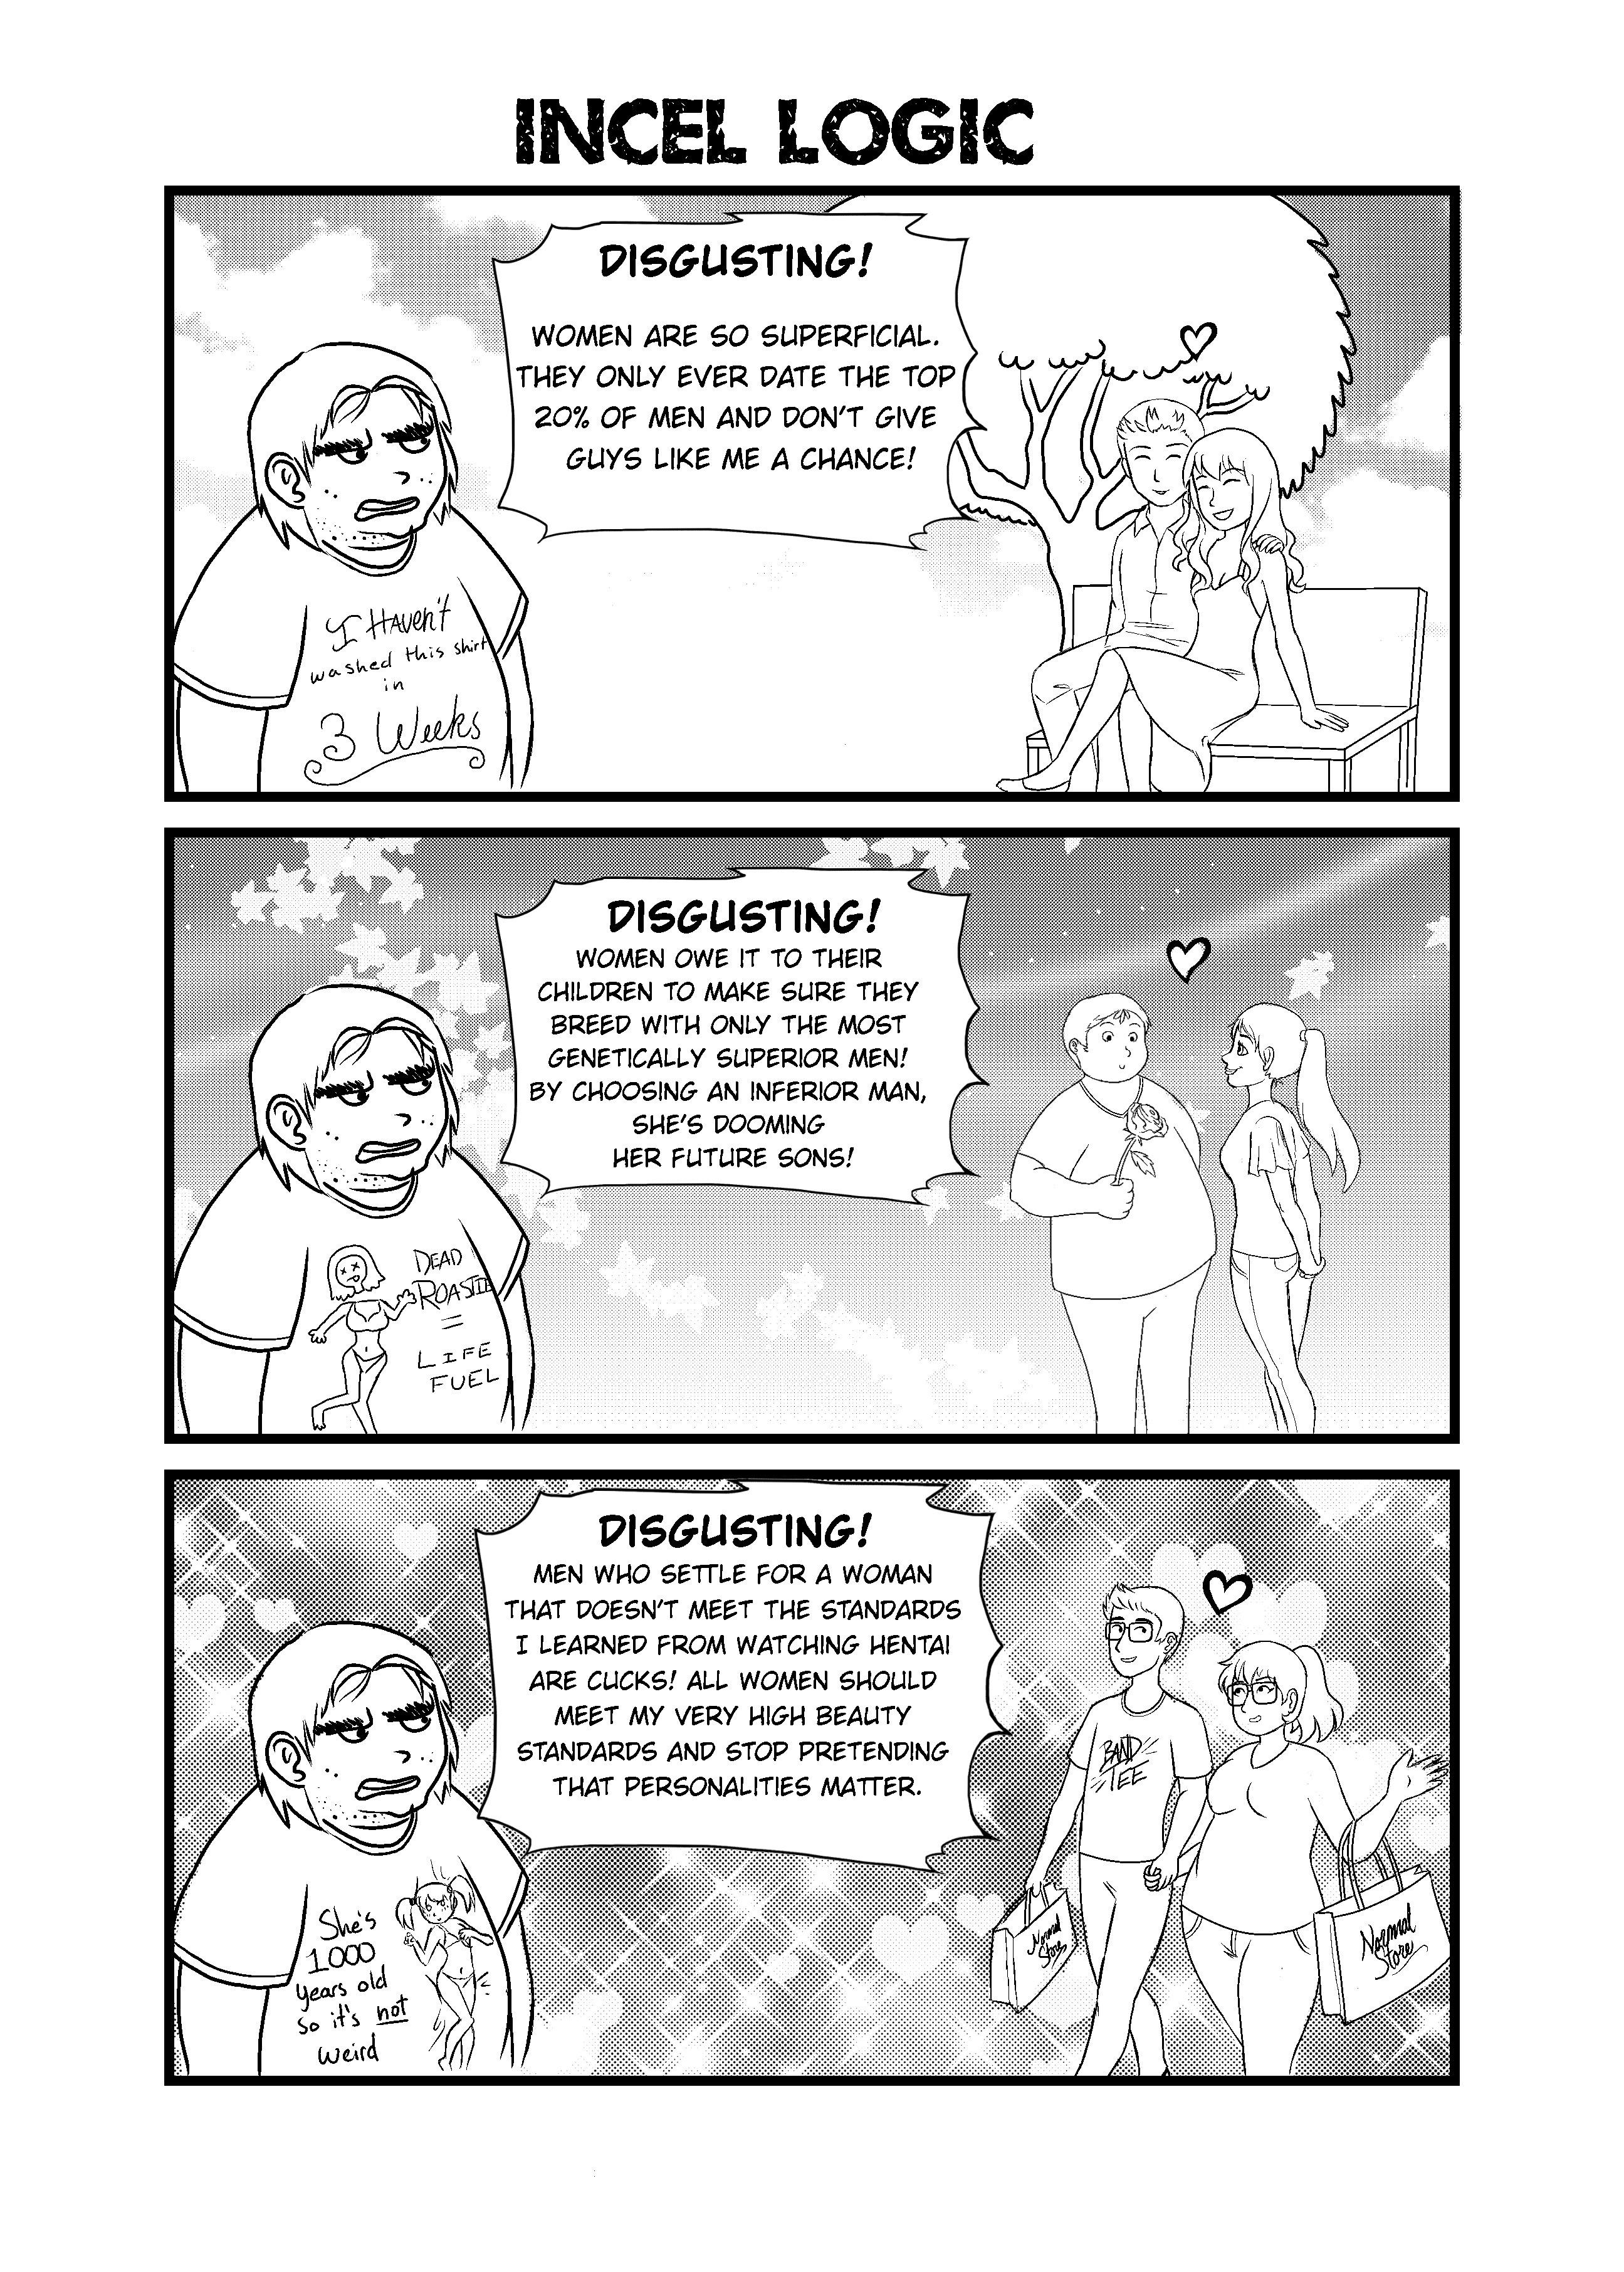 INCEL LOGIC
DISGUSTING!
WOMEN ARE SO SUPERFICIAL.
THEY ONLY EVER DATE THE TOP
20% OF MEN AND DON'T GIVE
GUYS LIKE ME A CHANCE!
I HAVEN'T
washed this shirt
in
3 Weeks
DISGUSTING!
WOMEN OWE IT TO THEIR
CHILDREN TO MAKE SURE THEY
BREED WITH ONLY THE MOST
GENETICALLY SUPERIOR MEN!
BY CHOOSING AN INFERIOR MAN,
SHE'S DOOMING
HER FUTURE SONS!
DEAD
ROASTIE
=
LIFE
FUEL
DISGUSTING!
MEN WHO SETTLE FOR A WOMAN
THAT DOESN'T MEET THE STANDARDS
I LEARNED FROM WATCHING HENTAI
ARE CUCKS! ALL WOMEN SHOULD
MEET MY VERY HIGH BEAUTY
STANDARDS AND STOP PRETENDING
THAT PERSONALITIES MATTER.
BAND
TEE
She's
1000
years old
so it's not
weird
Normal
Store
Normal
Store